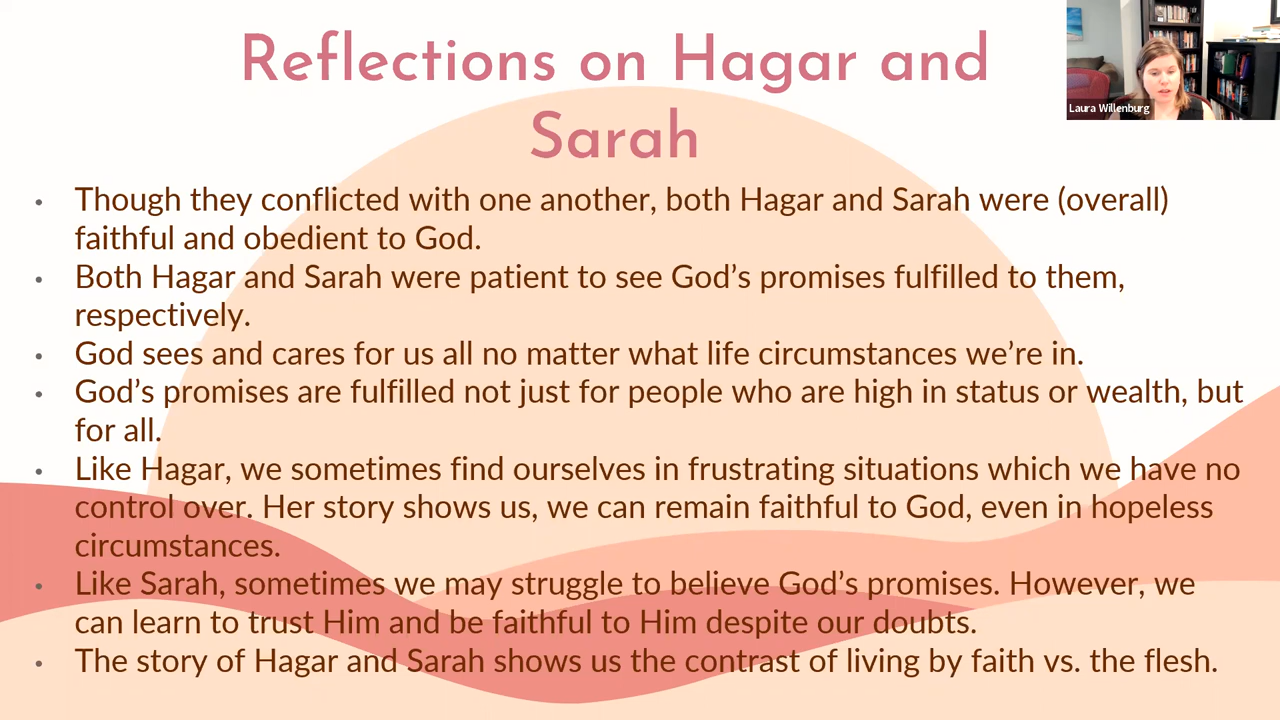 Reflections on Hagar and
Sarah
Laura Willenburg
• Though they conflicted with one another, both Hagar and Sarah were (overall)
faithful and obedient to God.
• Both Hagar and Sarah were patient to see God’s promises fulfilled to them,
respectively.
• God sees and cares for us all no matter what life circumstances we’re in.
• God’s promises are fulfilled not just for people who are high in status or wealth, but
for all.
• Like Hagar, we sometimes find ourselves in frustrating situations which we have no
control over. Her story shows us, we can remain faithful to God, even in hopeless
circumstances.
• Like Sarah, sometimes we may struggle to believe God’s promises. However, we
can learn to trust Him and be faithful to Him despite our doubts.
• The story of Hagar and Sarah shows us the contrast of living by faith vs. the flesh.